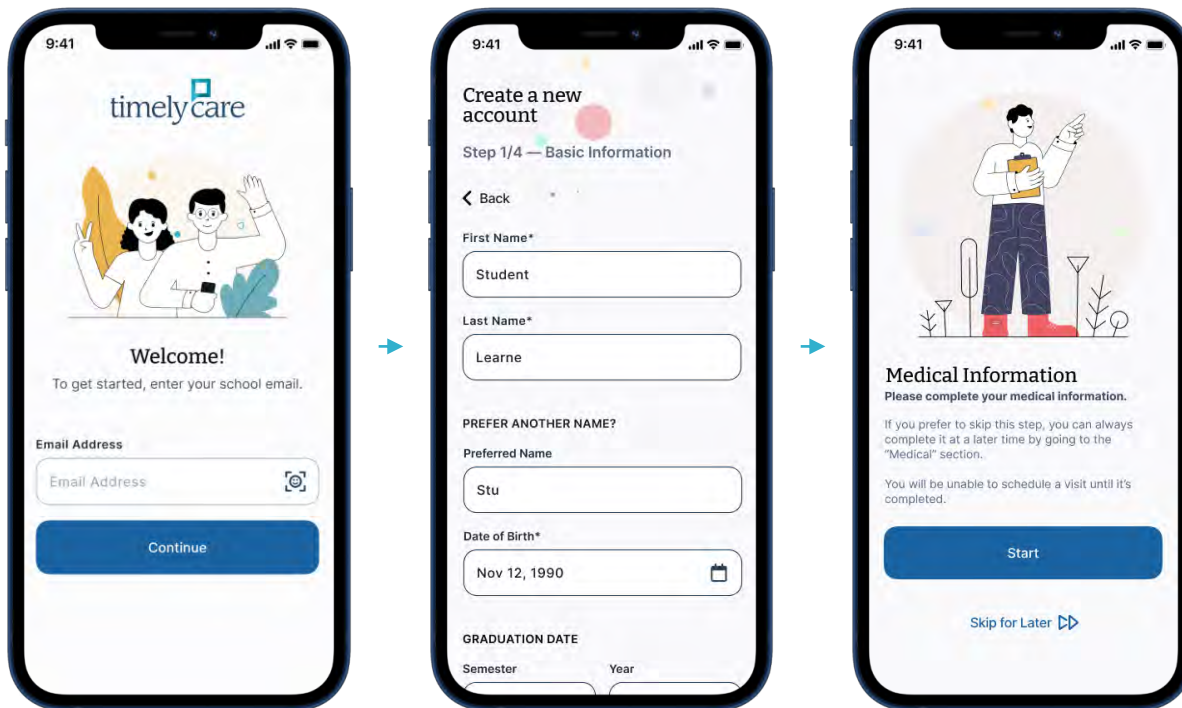 9:41
timely care
Welcome!
To get started, enter your school email.
Email Address
Email Address
Continue
9:41
Create a new
account
Step 1/4 — Basic Information
Back
First Name*
Student
Last Name*
Learne
PREFER ANOTHER NAME?
Preferred Name
Stu
Date of Birth*
Nov 12, 1990
GRADUATION DATE
Semester Year
9:41
Medical Information
Please complete your medical information.
If you prefer to skip this step, you can always
complete it at a later time by going to the
“Medical” section.
You will be unable to schedule a visit until it's
completed.
Start
Skip for Later